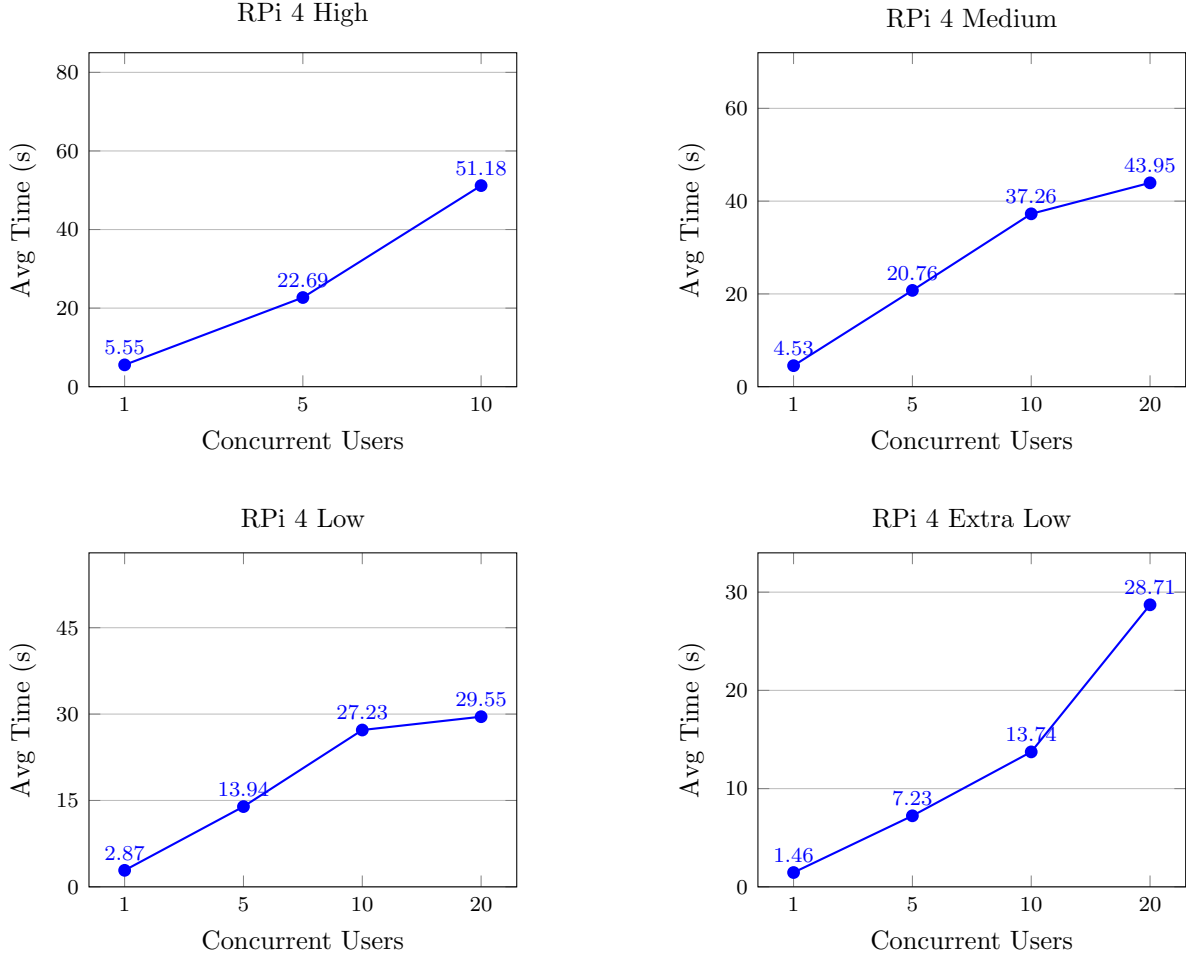 RPi 4 High
80
60
40
20
0
Avg Time (s)
5.55
22.69
51.18
1 5 10
Concurrent Users
RPi 4 Medium
60
40
20
0
Avg Time (s)
4.53
20.76
37.26
43.95
1 5 10 20
Concurrent Users
RPi 4 Low
45
30
15
0
Avg Time (s)
2.87
13.94
27.23
29.55
1 5 10 20
Concurrent Users
RPi 4 Extra Low
30
20
10
0
Avg Time (s)
1.46
7.23
13.74
28.71
1 5 10 20
Concurrent Users